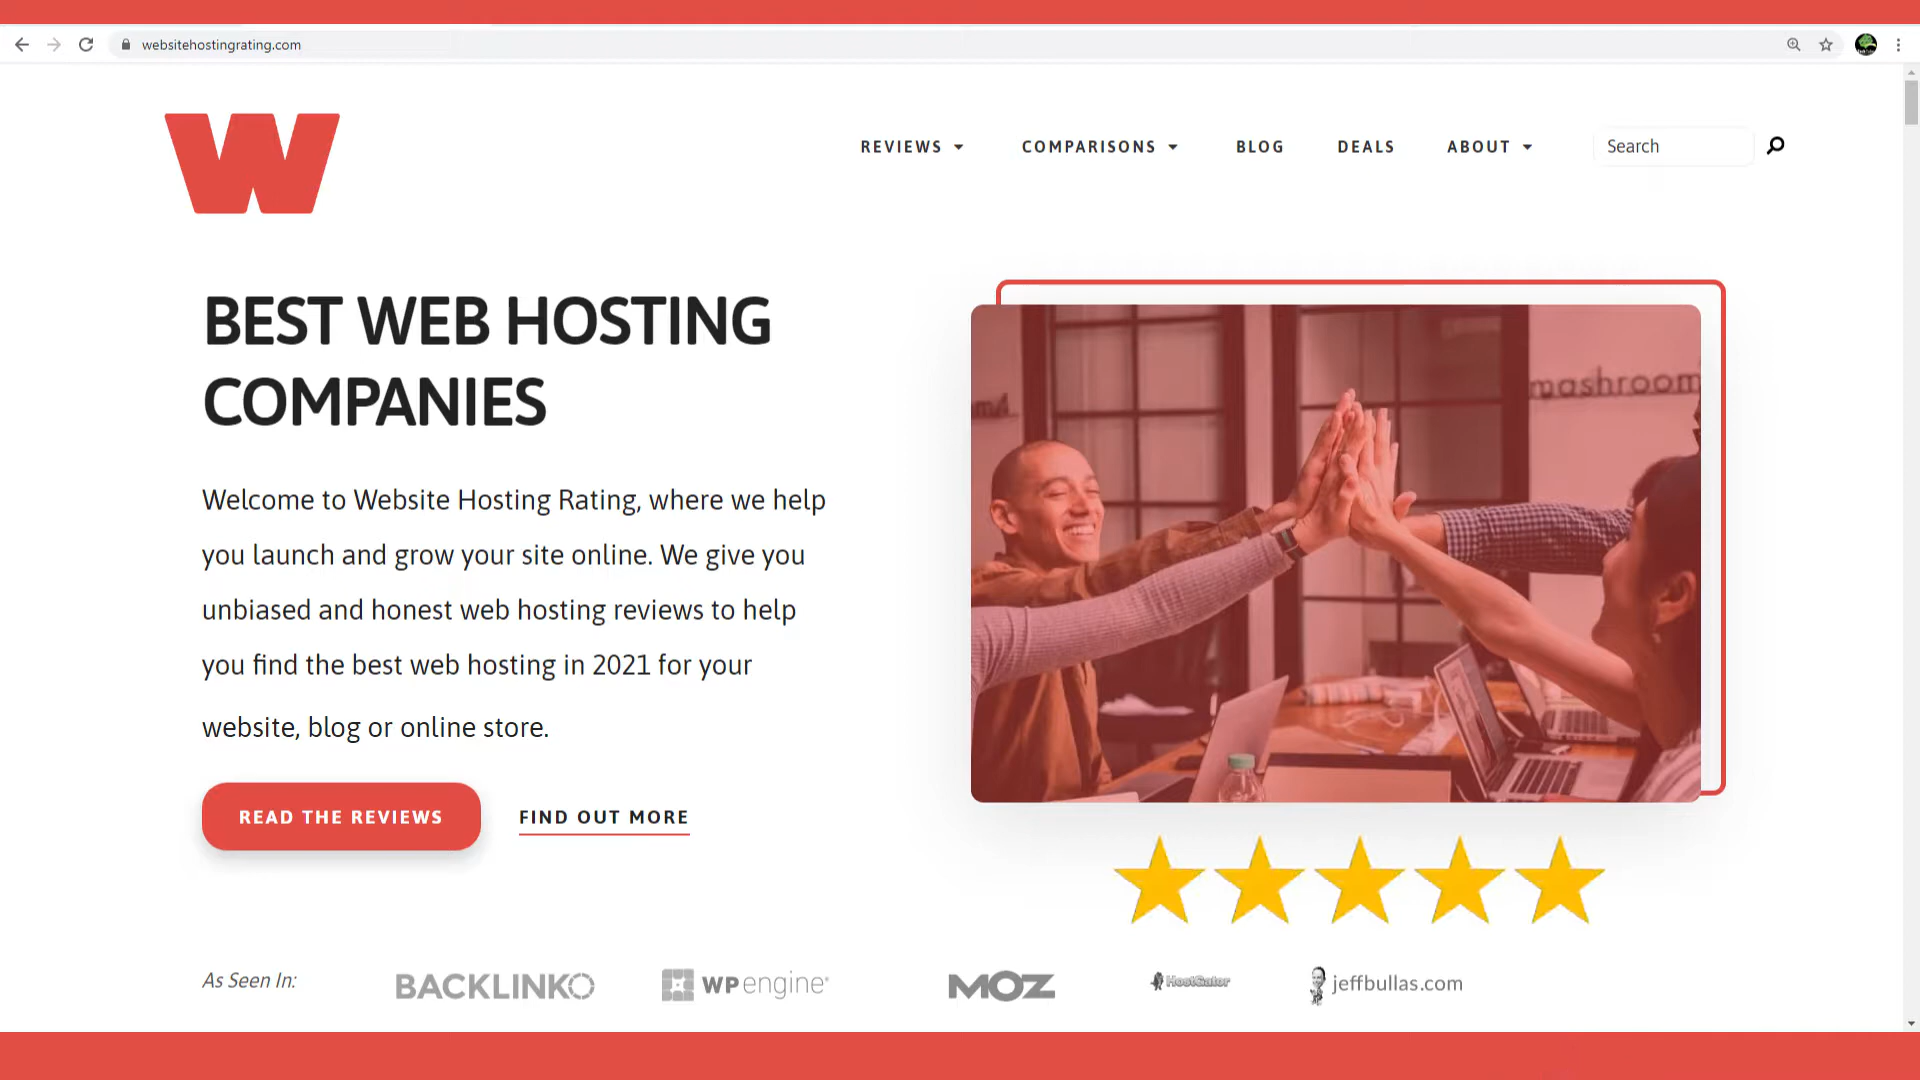 websitehostingrating.com
W
REVIEWS
COMPARISONS
BLOG
DEALS
ABOUT
Search
BEST WEB HOSTING
COMPANIES
mashroom
Welcome to Website Hosting Rating, where we help
you launch and grow your site online. We give you
unbiased and honest web hosting reviews to help
you find the best web hosting in 2021 for your
website, blog or online store.
READ THE REVIEWS
FIND OUT MORE
As Seen In:
BACKLINKO
WP engine
MOZ
HostGator
jeffbullas.com